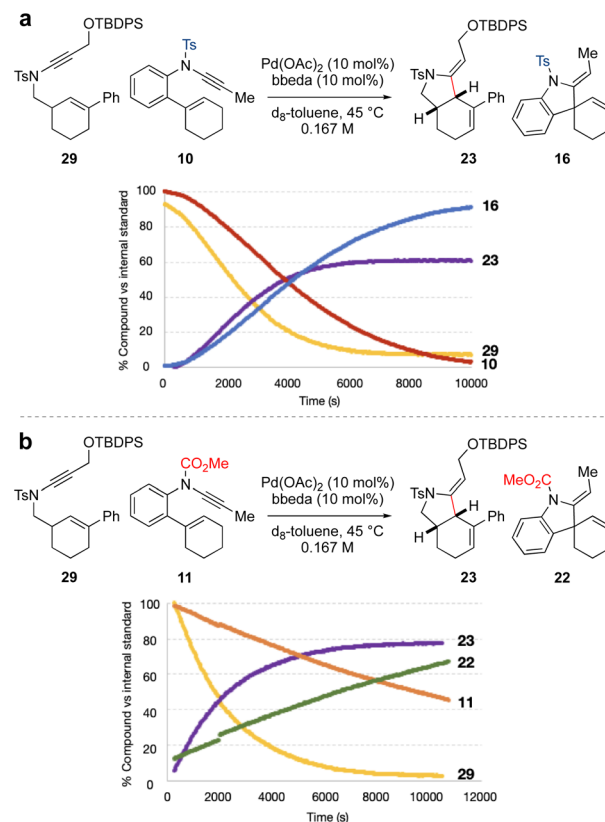 a
OTBDPS
TsN
Ph
29
Ts
N
Me
10
Pd(OAc)2 (10 mol%)
bbeda (10 mol%)
d8-toluene, 45 °C
0.167 M
OTBDPS
TsN
H
Ph
H
23
Ts
N
Me
16
% Compound vs internal standard
100
80
60
40
20
0
0 2000 4000 6000 8000 10000
Time (s)
16
23
29
10
b
OTBDPS
TsN
Ph
29
CO2Me
N
Me
11
Pd(OAc)2 (10 mol%)
bbeda (10 mol%)
d8-toluene, 45 °C
0.167 M
OTBDPS
TsN
H
Ph
H
23
MeO2C
N
Me
22
% Compound vs internal standard
100
80
60
40
20
0
0 2000 4000 6000 8000 10000 12000
Time (s)
23
22
11
29